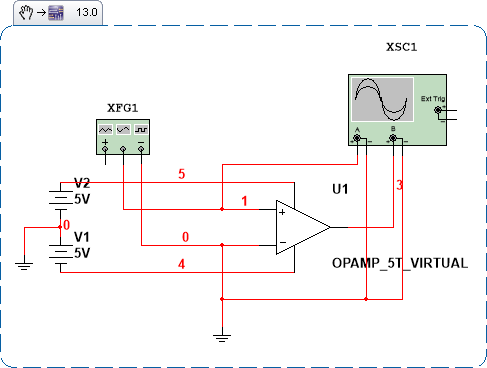 13.0
XSC1
Ext Trig
+
−
A
B
+ − + −
XFG1
+ −
5
V2
5V
U1
3
1
+
0
0
−
V1
5V
4
OPAMP_5T_VIRTUAL